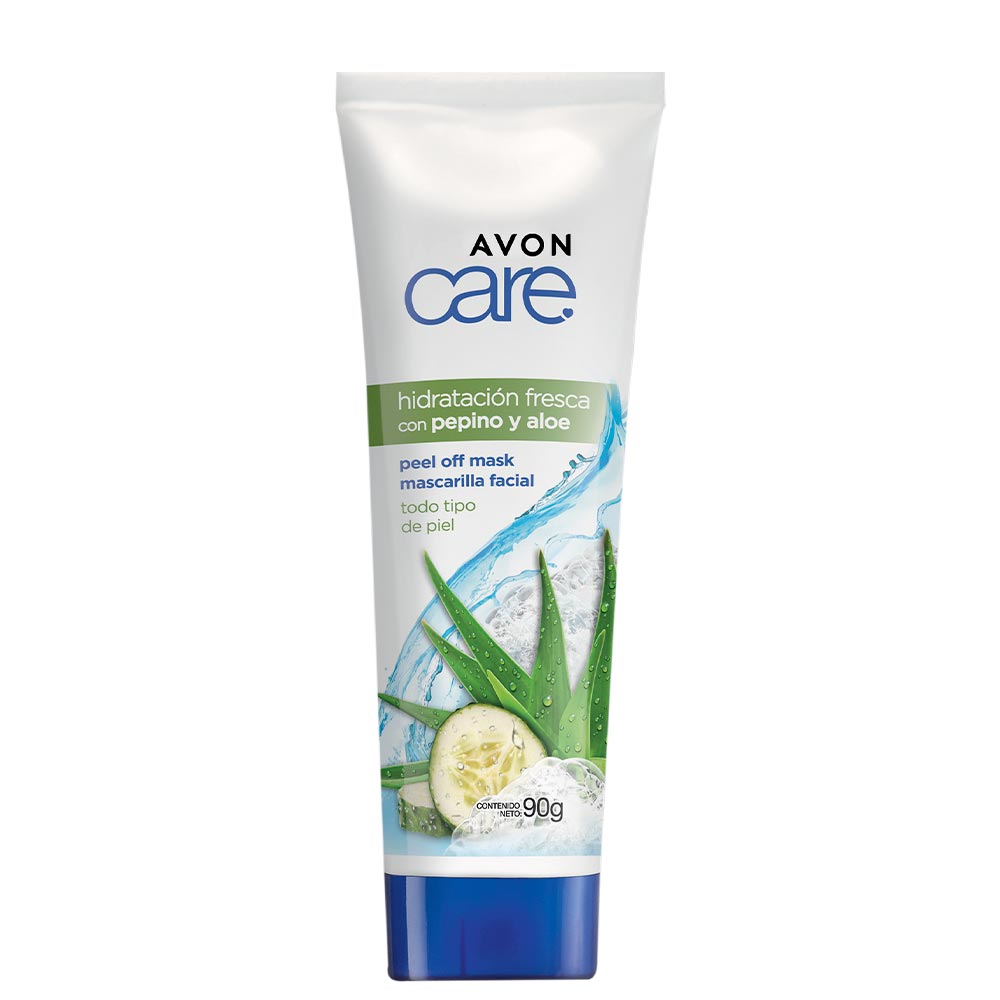 AVON
care
hidratación fresca
con pepino y aloe
peel off mask
mascarilla facial
todo tipo
de piel
CONTENIDO
NETO: 90g